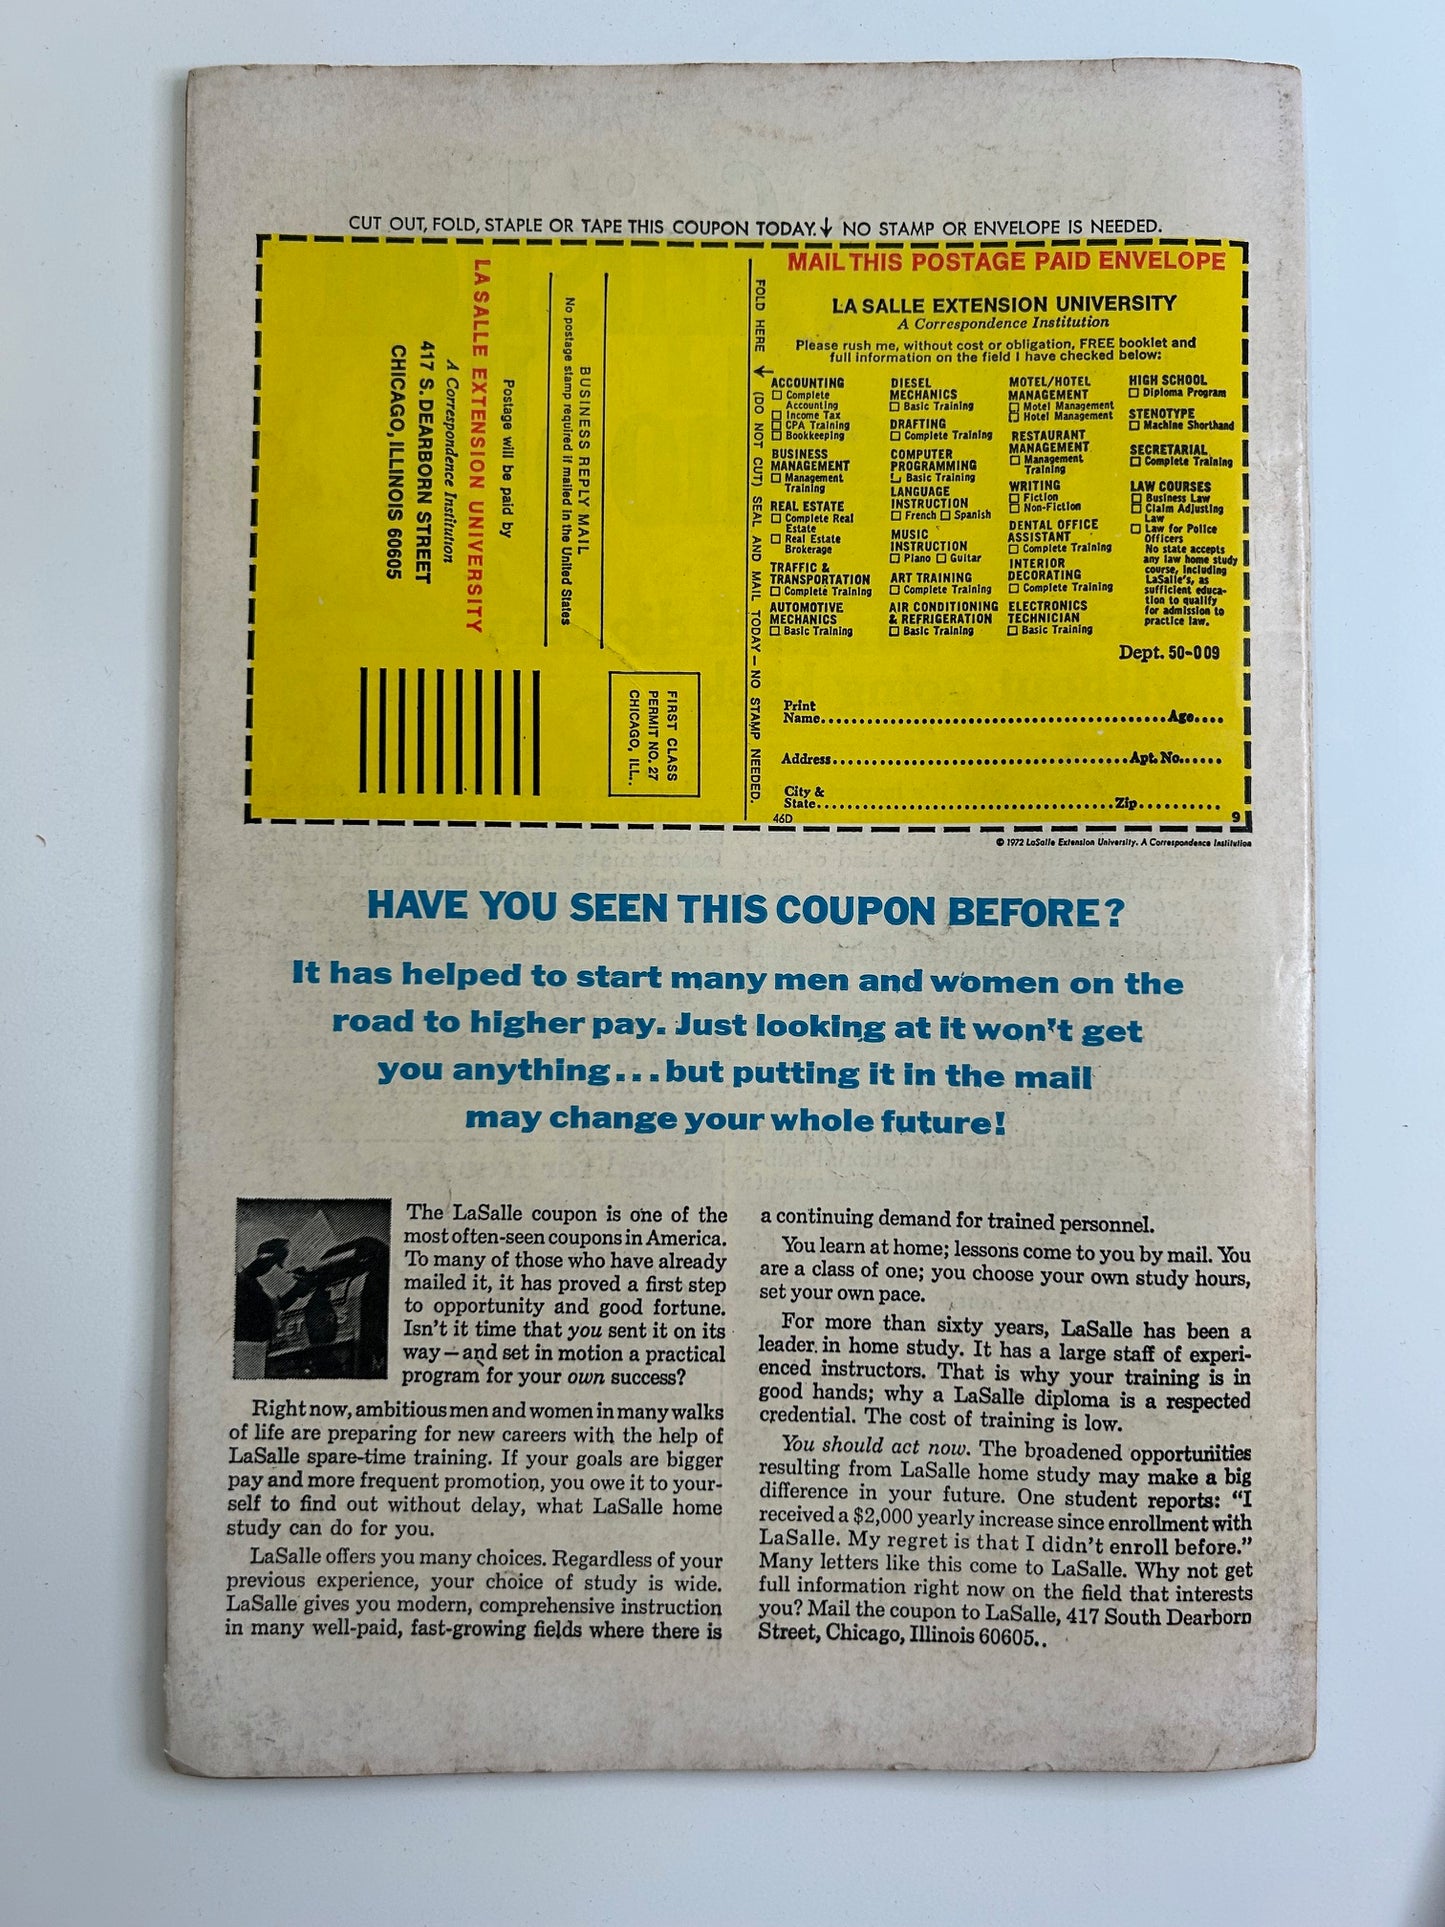 CUT OUT, FOLD, STAPLE OR TAPE THIS COUPON TODAY. ↓ NO STAMP OR ENVELOPE IS NEEDED.
LA SALLE EXTENSION UNIVERSITY
A Correspondence Institution
417 S. DEARBORN STREET
CHICAGO, ILLINOIS 60605
Postage will be paid by
No postage stamp required if mailed in the United States
BUSINESS REPLY MAIL
FIRST CLASS
PERMIT NO. 27
CHICAGO, ILL..
FOLD HERE ↓ (DO NOT CUT) SEAL AND MAIL TODAY — NO STAMP NEEDED.
MAIL THIS POSTAGE PAID ENVELOPE
LA SALLE EXTENSION UNIVERSITY
A Correspondence Institution
Please rush me, without cost or obligation, FREE booklet and
full information on the field I have checked below:
ACCOUNTING
☐ Complete
Accounting
☐ Income Tax
☐ CPA Training
☐ Bookkeeping
BUSINESS
MANAGEMENT
☐ Management
Training
REAL ESTATE
☐ Complete Real
Estate
☐ Real Estate
Brokerage
TRAFFIC &
TRANSPORTATION
☐ Complete Training
AUTOMOTIVE
MECHANICS
☐ Basic Training
DIESEL
MECHANICS
☐ Basic Training
DRAFTING
☐ Complete Training
COMPUTER
PROGRAMMING
☐ Basic Training
LANGUAGE
INSTRUCTION
☐ French ☐ Spanish
MUSIC
INSTRUCTION
☐ Piano ☐ Guitar
ART TRAINING
☐ Complete Training
AIR CONDITIONING
& REFRIGERATION
☐ Basic Training
MOTEL/HOTEL
MANAGEMENT
☐ Motel Management
☐ Hotel Management
RESTAURANT
MANAGEMENT
☐ Management
Training
WRITING
☐ Fiction
☐ Non-Fiction
DENTAL OFFICE
ASSISTANT
☐ Complete Training
INTERIOR
DECORATING
☐ Complete Training
ELECTRONICS
TECHNICIAN
☐ Basic Training
HIGH SCHOOL
☐ Diploma Program
STENOTYPE
☐ Machine Shorthand
SECRETARIAL
☐ Complete Training
LAW COURSES
☐ Business Law
☐ Claim Adjusting
Law
☐ Law for Police
Officers
No state accepts
any law home study
course, including
LaSalle's, as
sufficient educa-
tion to qualify
for admission to
practice law.
Dept. 50-009
Print
Name..........Age....
Address..........Apt. No......
City &
State..........Zip..........
46D 9
© 1972 LaSalle Extension University. A Correspondence Institution
HAVE YOU SEEN THIS COUPON BEFORE?
It has helped to start many men and women on the
road to higher pay. Just looking at it won't get
you anything...but putting it in the mail
may change your whole future!
The LaSalle coupon is one of the
most often-seen coupons in America.
To many of those who have already
mailed it, it has proved a first step
to opportunity and good fortune.
Isn't it time that you sent it on its
way—and set in motion a practical
program for your own success?
Right now, ambitious men and women in many walks
of life are preparing for new careers with the help of
LaSalle spare-time training. If your goals are bigger
pay and more frequent promotion, you owe it to your-
self to find out without delay, what LaSalle home
study can do for you.
LaSalle offers you many choices. Regardless of your
previous experience, your choice of study is wide.
LaSalle gives you modern, comprehensive instruction
in many well-paid, fast-growing fields where there is
a continuing demand for trained personnel.
You learn at home; lessons come to you by mail. You
are a class of one; you choose your own study hours,
set your own pace.
For more than sixty years, LaSalle has been a
leader in home study. It has a large staff of experi-
enced instructors. That is why your training is in
good hands; why a LaSalle diploma is a respected
credential. The cost of training is low.
You should act now. The broadened opportunities
resulting from LaSalle home study may make a big
difference in your future. One student reports: "I
received a $2,000 yearly increase since enrollment with
LaSalle. My regret is that I didn't enroll before."
Many letters like this come to LaSalle. Why not get
full information right now on the field that interests
you? Mail the coupon to LaSalle, 417 South Dearborn
Street, Chicago, Illinois 60605..